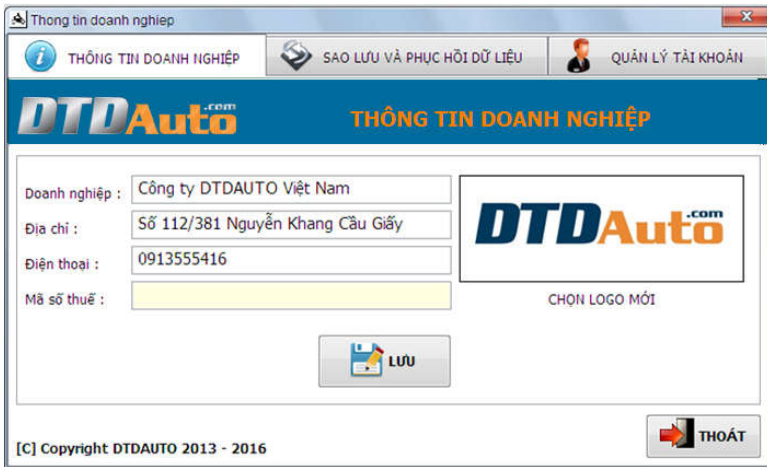 Thong tin doanh nghiep
THÔNG TIN DOANH NGHIỆP
SAO LƯU VÀ PHỤC HỒI DỮ LIỆU
QUẢN LÝ TÀI KHOẢN
DTDAuto.com
THÔNG TIN DOANH NGHIỆP
Doanh nghiệp : Công ty DTDAUTO Việt Nam
Địa chỉ : Số 112/381 Nguyễn Khang Cầu Giấy
Điện thoại : 0913555416
Mã số thuế :
DTDAuto.com
CHỌN LOGO MỚI
LƯU
THOÁT
[C] Copyright DTDAUTO 2013 - 2016